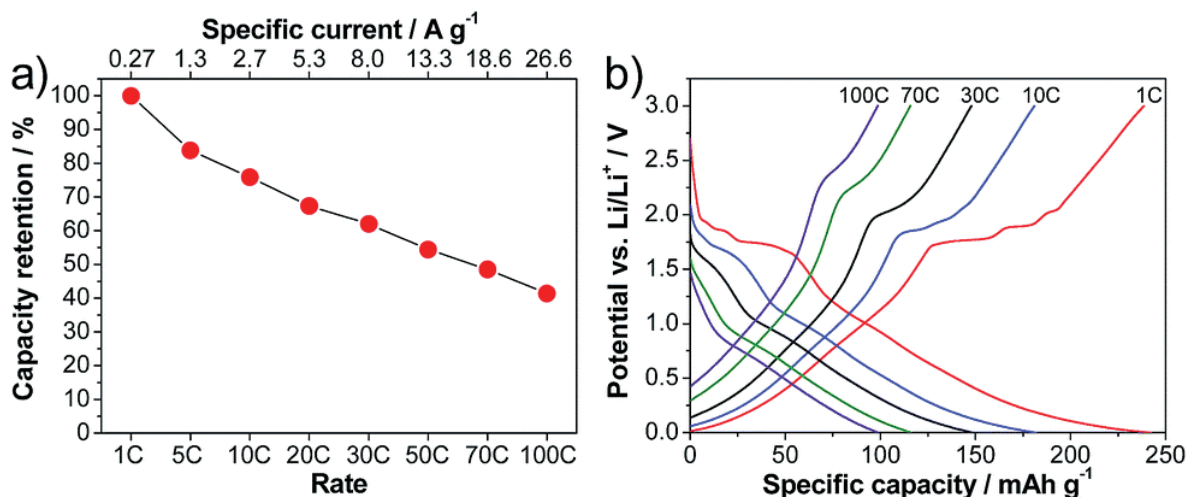 a)
Specific current / A g⁻¹
0.27 1.3 2.7 5.3 8.0 13.3 18.6 26.6
Capacity retention / %
100
90
80
70
60
50
40
30
20
10
0
1C 5C 10C 20C 30C 50C 70C 100C
Rate
b)
Potential vs. Li/Li⁺ / V
100C 70C 30C 10C 1C
3.0
2.5
2.0
1.5
1.0
0.5
0.0
0 50 100 150 200 250
Specific capacity / mAh g⁻¹